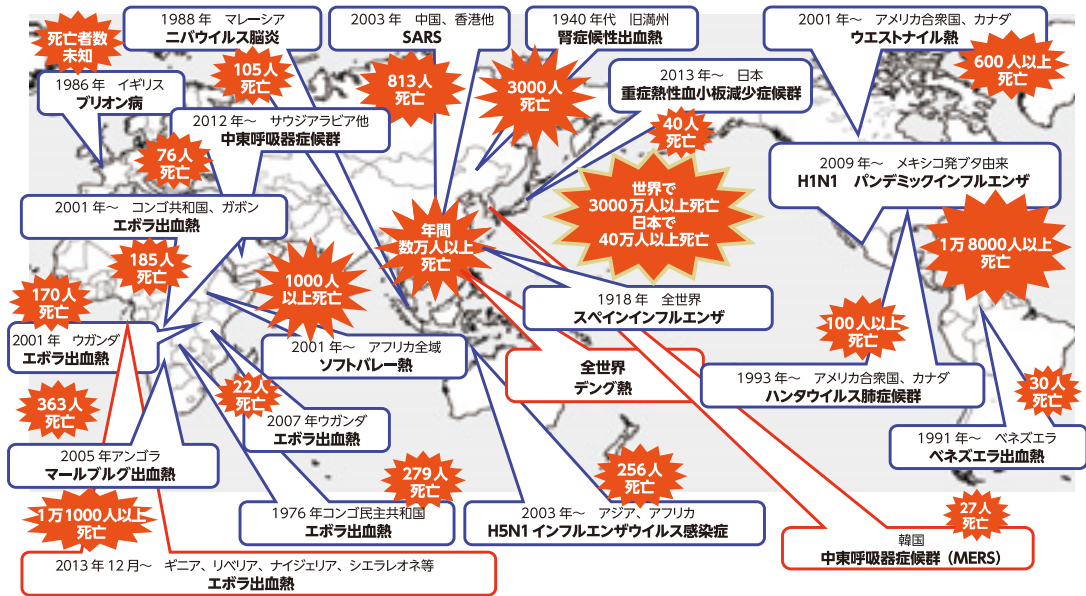 死亡者数
未知
1986年　イギリス
プリオン病
1988年　マレーシア
ニパウイルス脳炎
105人
死亡
2003年　中国、香港他
SARS
813人
死亡
1940年代　旧満州
腎症候性出血熱
3000人
死亡
2013年〜　日本
重症熱性血小板減少症候群
40人
死亡
2001年〜　アメリカ合衆国、カナダ
ウエストナイル熱
600人以上
死亡
2012年〜　サウジアラビア他
中東呼吸器症候群
76人
死亡
2009年〜　メキシコ発ブタ由来
H1N1　パンデミックインフルエンザ
1万8000人以上
死亡
2001年〜　コンゴ共和国、ガボン
エボラ出血熱
185人
死亡
世界で
3000万人以上死亡
日本で
40万人以上死亡
年間
数万人以上
死亡
1000人
以上死亡
1918年　全世界
スペインインフルエンザ
170人
死亡
2001年　ウガンダ
エボラ出血熱
2001年〜　アフリカ全域
ソフトバレー熱
全世界
デング熱
100人以上
死亡
1993年〜　アメリカ合衆国、カナダ
ハンタウイルス肺症候群
30人
死亡
1991年〜　ベネズエラ
ベネズエラ出血熱
363人
死亡
2005年アンゴラ
マールブルグ出血熱
22人
死亡
2007年ウガンダ
エボラ出血熱
279人
死亡
1976年コンゴ民主共和国
エボラ出血熱
256人
死亡
2003年〜　アジア、アフリカ
H5N1インフルエンザウイルス感染症
27人
死亡
韓国
中東呼吸器症候群（MERS）
1万1000人以上
死亡
2013年12月〜　ギニア、リベリア、ナイジェリア、シエラレオネ等
エボラ出血熱